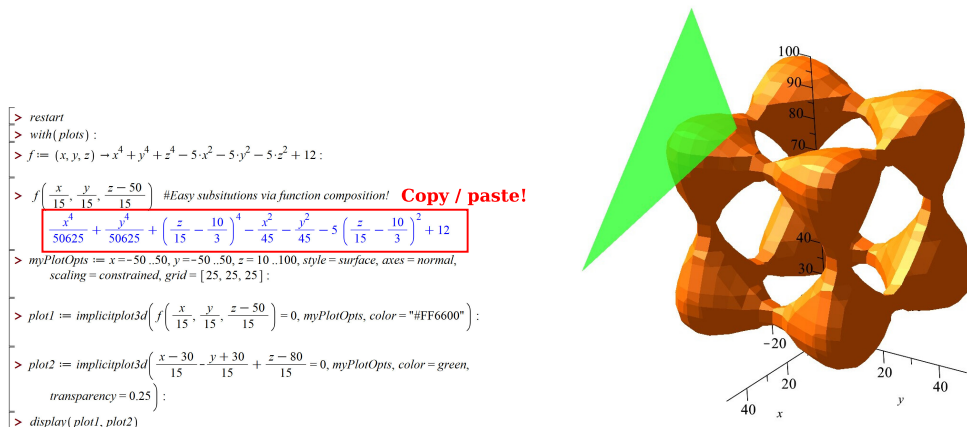 > restart
> with(plots) :
> f := (x, y, z) → x⁴ + y⁴ + z⁴ − 5·x² − 5·y² − 5·z² + 12 :
> f(x/15, y/15, (z − 50)/15) #Easy subsitutions via function composition! Copy / paste!
x⁴/50625 + y⁴/50625 + (z/15 − 10/3)⁴ − x²/45 − y²/45 − 5 (z/15 − 10/3)² + 12
> myPlotOpts := x = −50 ..50, y = −50 ..50, z = 10 ..100, style = surface, axes = normal,
scaling = constrained, grid = [25, 25, 25] :
> plot1 := implicitplot3d(f(x/15, y/15, (z − 50)/15) = 0, myPlotOpts, color = "#FF6600") :
> plot2 := implicitplot3d((x − 30)/15 - (y + 30)/15 + (z − 80)/15 = 0, myPlotOpts, color = green,
transparency = 0.25) :
> display(plot1, plot2)
100
90
80
70
40
30
−20
20
20
40
40
x
y